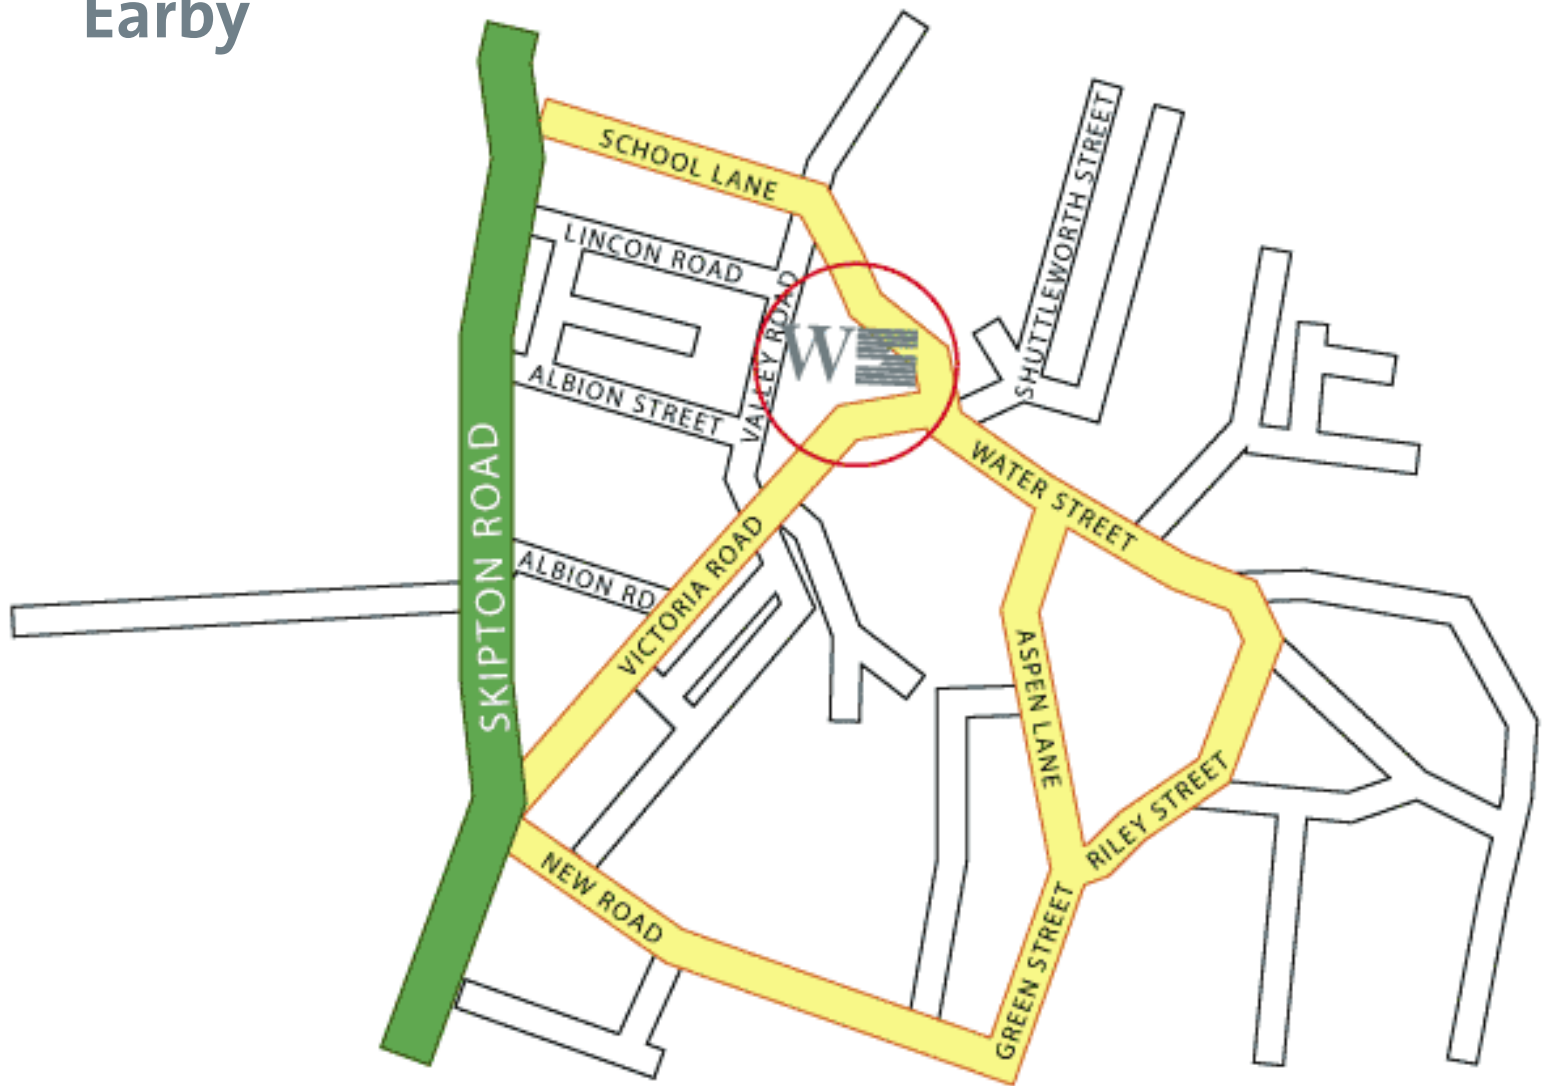 Earby
SCHOOL LANE
LINCON ROAD
VALLEY ROAD
ALBION STREET
W
SHUTTLEWORTH STREET
SKIPTON ROAD
WATER STREET
ALBION RD
VICTORIA ROAD
ASPEN LANE
RILEY STREET
NEW ROAD
GREEN STREET